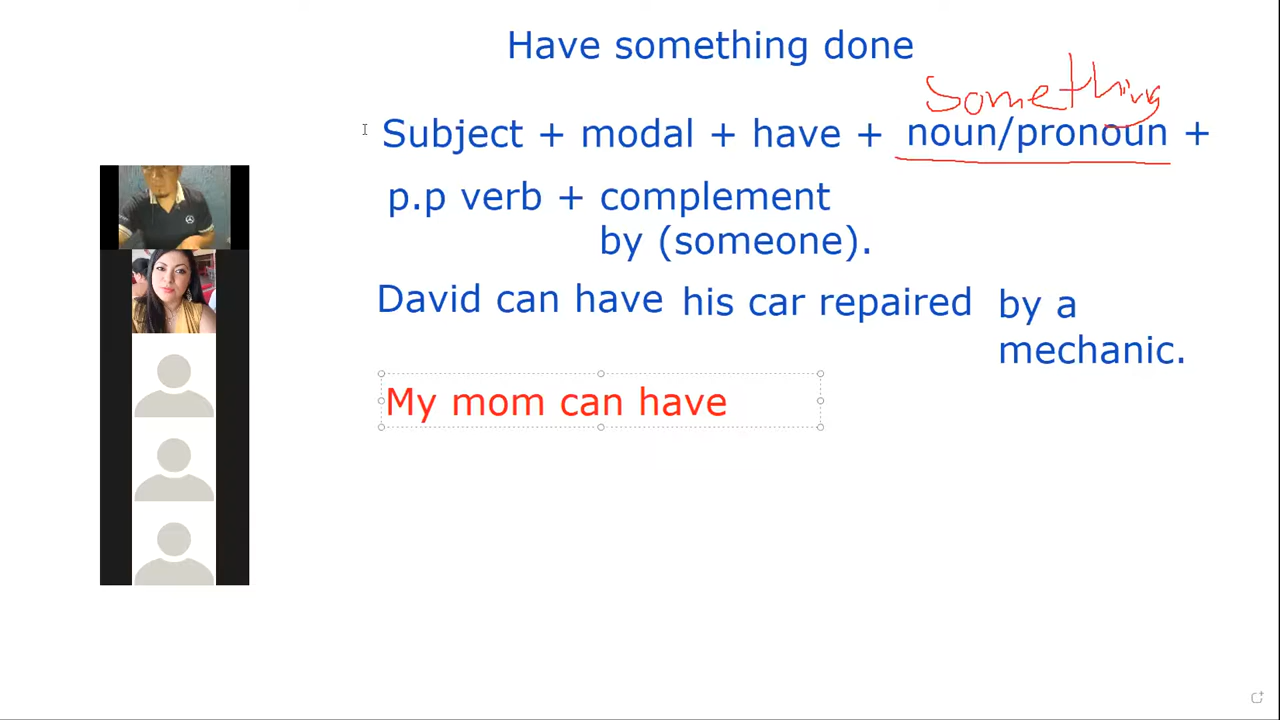 Have something done
something
Subject + modal + have + noun/pronoun +
p.p verb + complement
by (someone).
David can have his car repaired by a
mechanic.
My mom can have